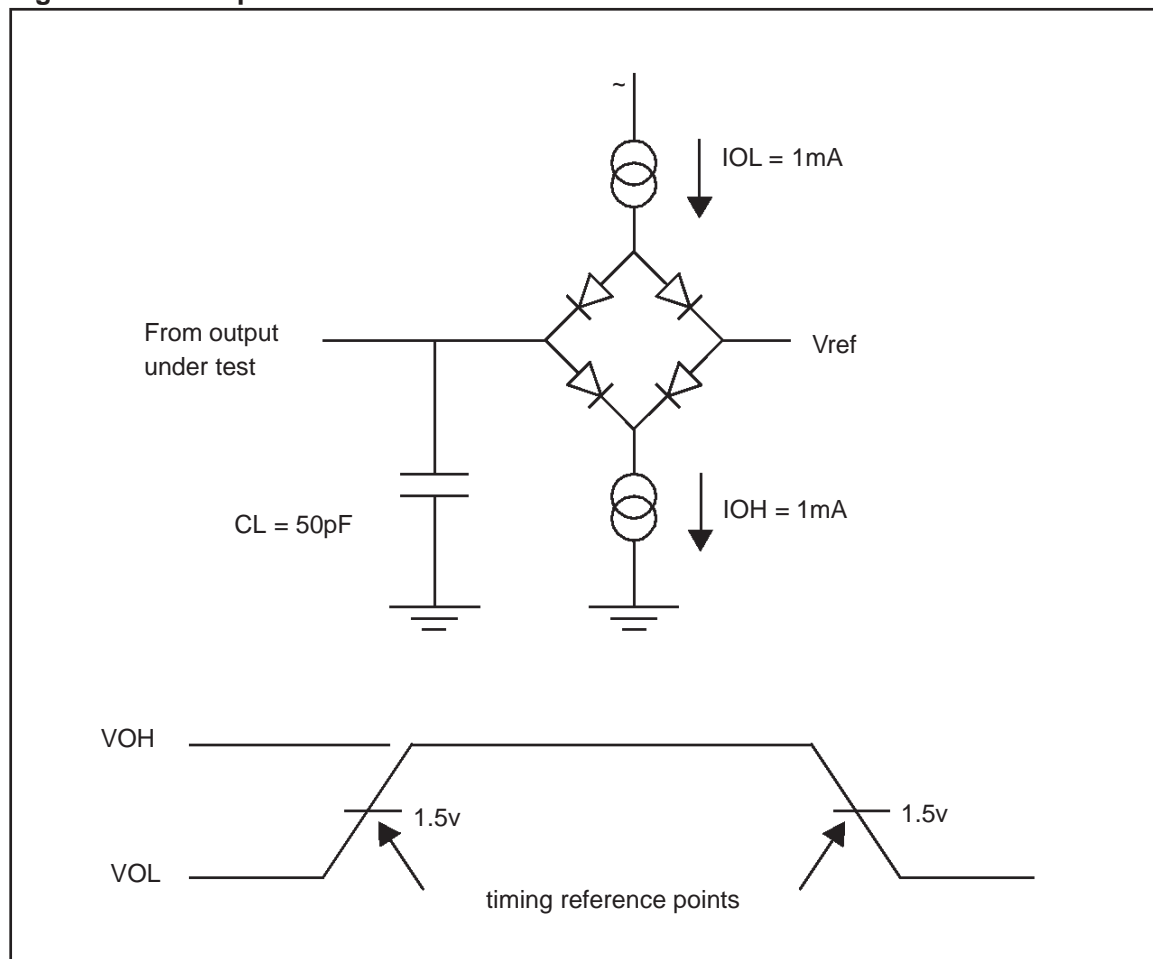 ~
IOL = 1mA
From output
under test
Vref
CL = 50pF
IOH = 1mA
VOH
1.5v
1.5v
VOL
timing reference points